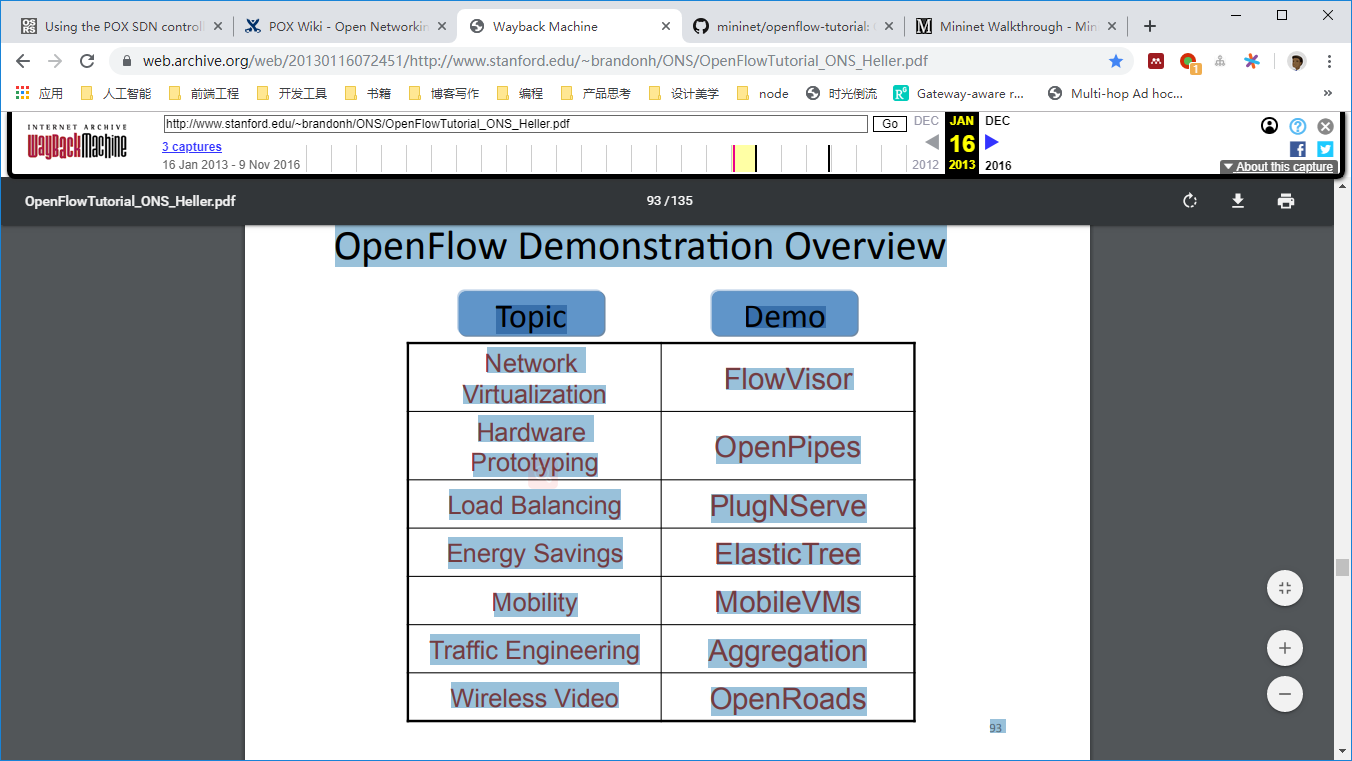 Using the POX SDN controll
POX Wiki - Open Networkin
Wayback Machine
mininet/openflow-tutorial: O
Mininet Walkthrough - Min
web.archive.org/web/20130116072451/http://www.stanford.edu/~brandonh/ONS/OpenFlowTutorial_ONS_Heller.pdf
1
应用
人工智能
前端工程
开发工具
书籍
博客写作
编程
产品思考
设计美学
node
时光倒流
Gateway-aware r...
Multi-hop Ad hoc...
»
INTERNET ARCHIVE
WayBackMachine
http://www.stanford.edu/~brandonh/ONS/OpenFlowTutorial_ONS_Heller.pdf
Go
DEC
JAN
DEC
3 captures
16
16 Jan 2013 - 9 Nov 2016
2012
2013
2016
About this capture
OpenFlowTutorial_ONS_Heller.pdf
93 / 135
OpenFlow Demonstration Overview
Topic
Demo
Network
Virtualization
FlowVisor
Hardware
Prototyping
OpenPipes
Load Balancing
PlugNServe
Energy Savings
ElasticTree
Mobility
MobileVMs
Traffic Engineering
Aggregation
Wireless Video
OpenRoads
93